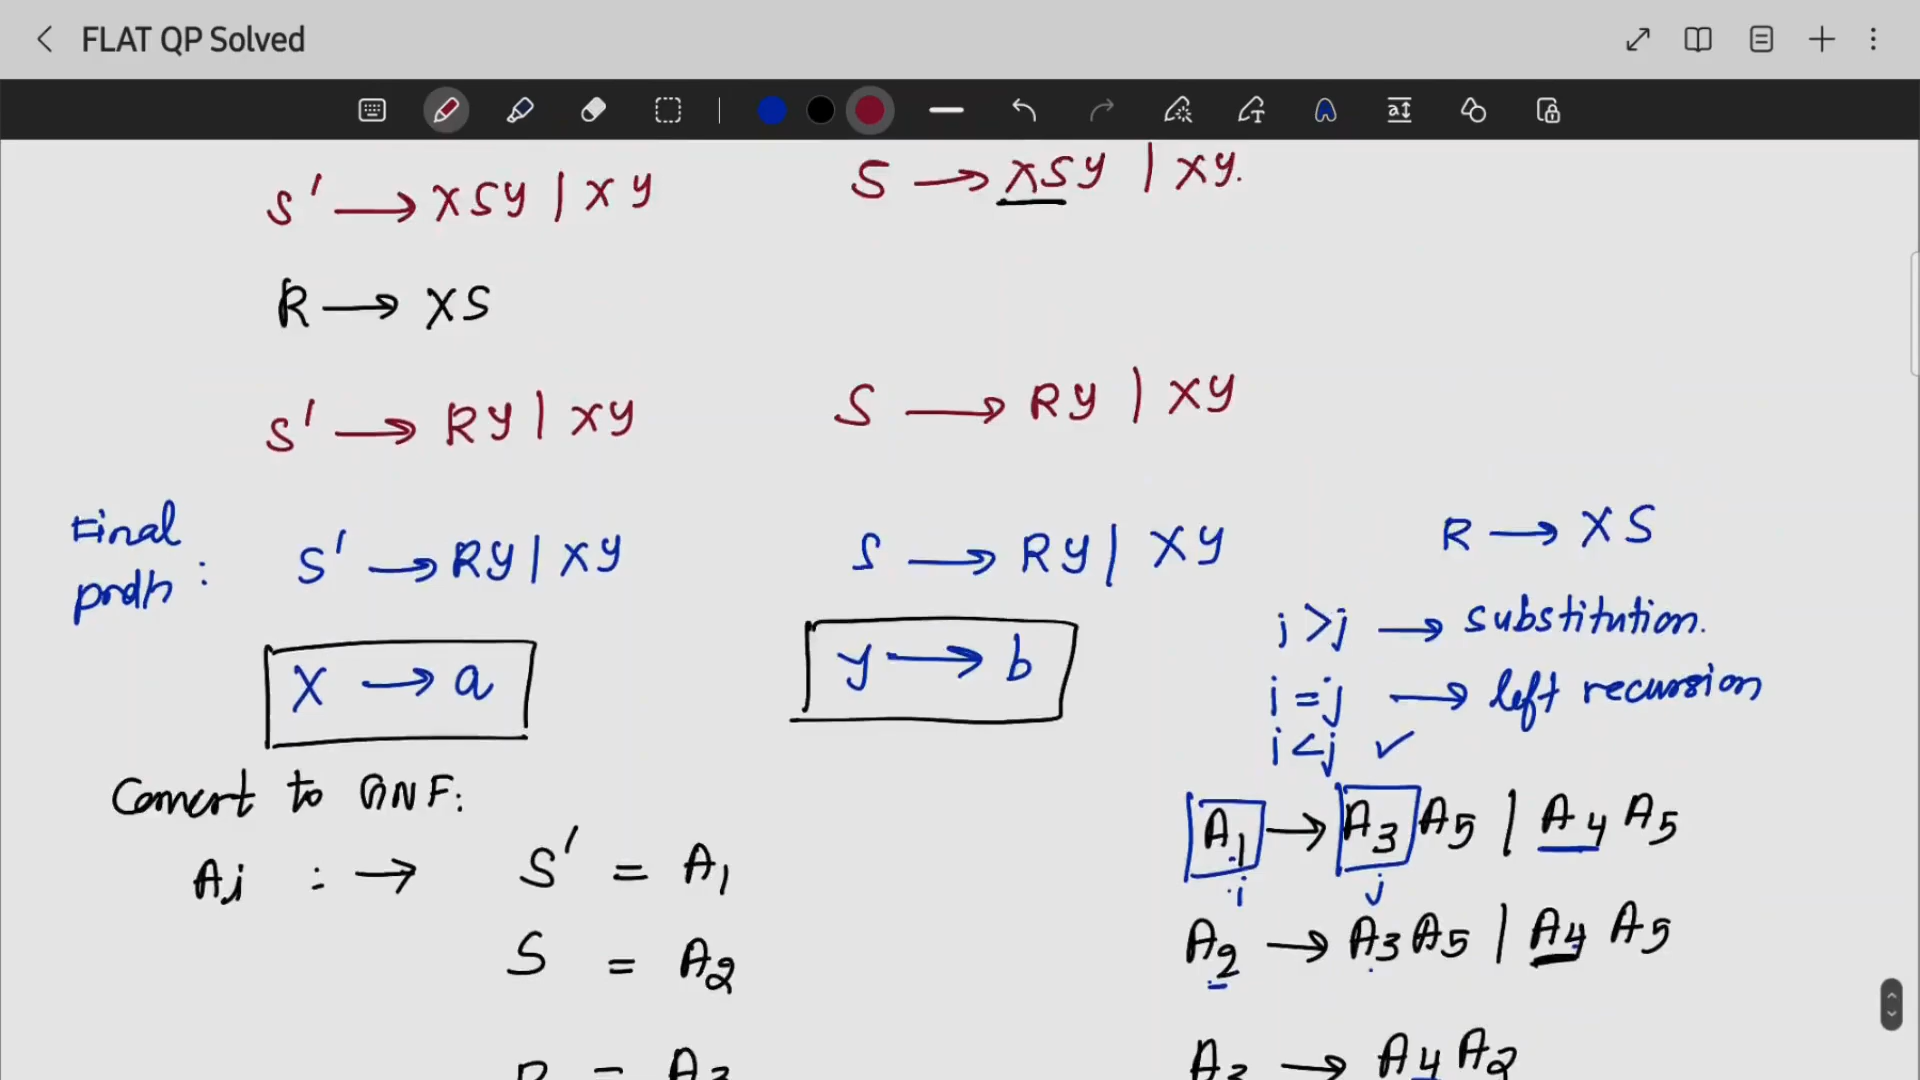 FLAT QP Solved
S' → XSY | XY
S → XSY | XY.
R → XS
S' → RY | XY
S → RY | XY
Final prodn :
S' → RY | XY
S → RY | XY
R → XS
X → a
Y → b
i > j → substitution.
i = j → left recursion
i < j ✓
Convert to GNF:
Ai : → S' = A1
S = A2
R = A3
A1 → A3 A5 | A4 A5
i j
A2 → A3 A5 | A4 A5
A3 → A4 A2